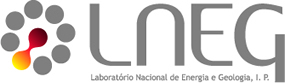 LNEG
Laboratório Nacional de Energia e Geologia, I. P.